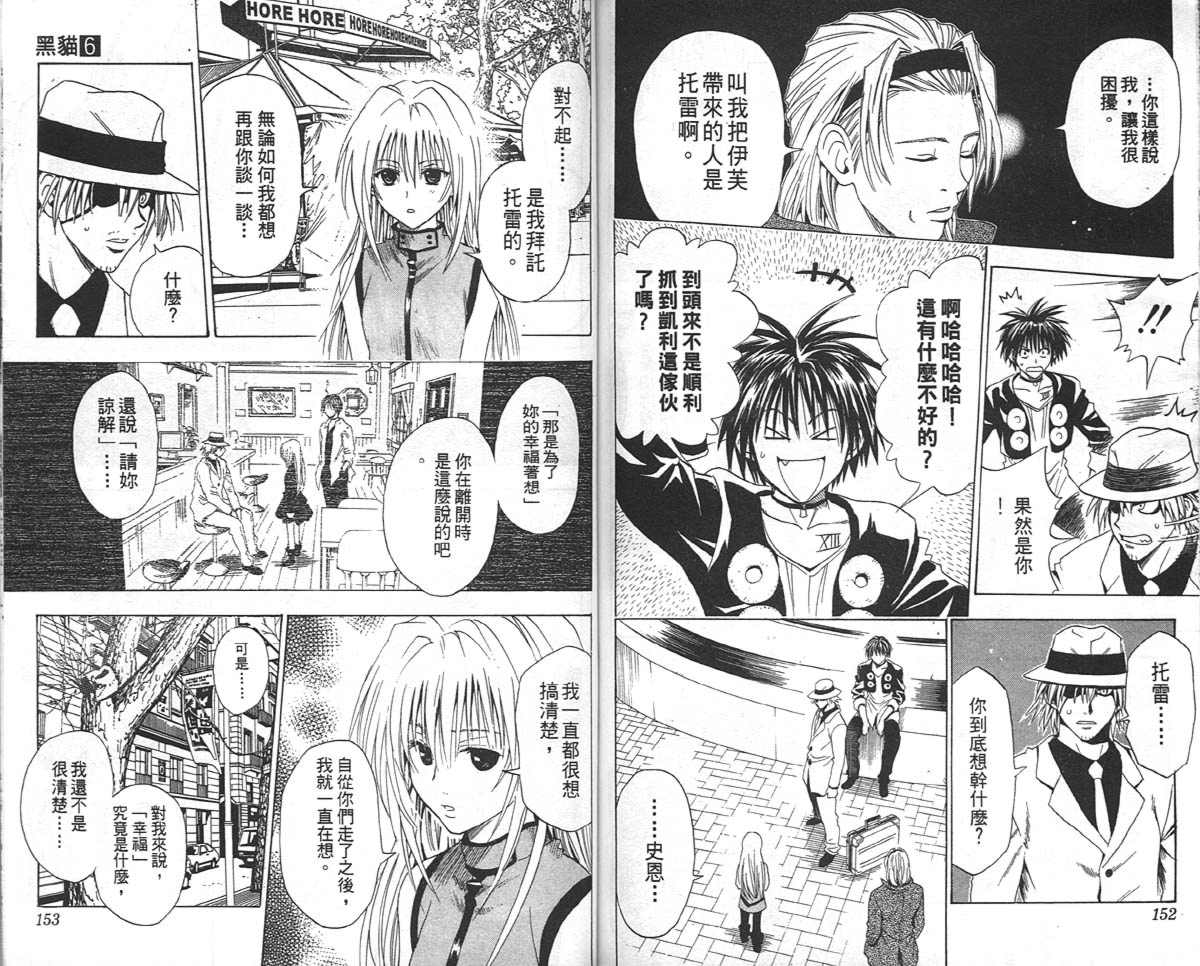 …你這樣說
我，讓我很
困擾。
叫我把伊芙
帶來的人是
托雷啊。
!!
果然是你
！
啊哈哈哈哈！
這有什麼不好的？
到頭來不是順利
抓到凱利這傢伙
了嗎？
XIII
托雷……
你到底想幹什麼？
………史恩…
152
黑貓6
HORE HORE HOREHOREHOREHORE
對不起……
是我拜託
托雷的。
無論如何我都想
再跟你談一談…
什麼？
「那是為了
妳的幸福著想」
你在離開時
是這麼說的吧
。
還說「請妳
諒解」……
我一直都很想
搞清楚，
自從你們走了之後，
我就一直在想。
可是……
對我來說，
「幸福」
究竟是什麼，
我還不是
很清楚……
153